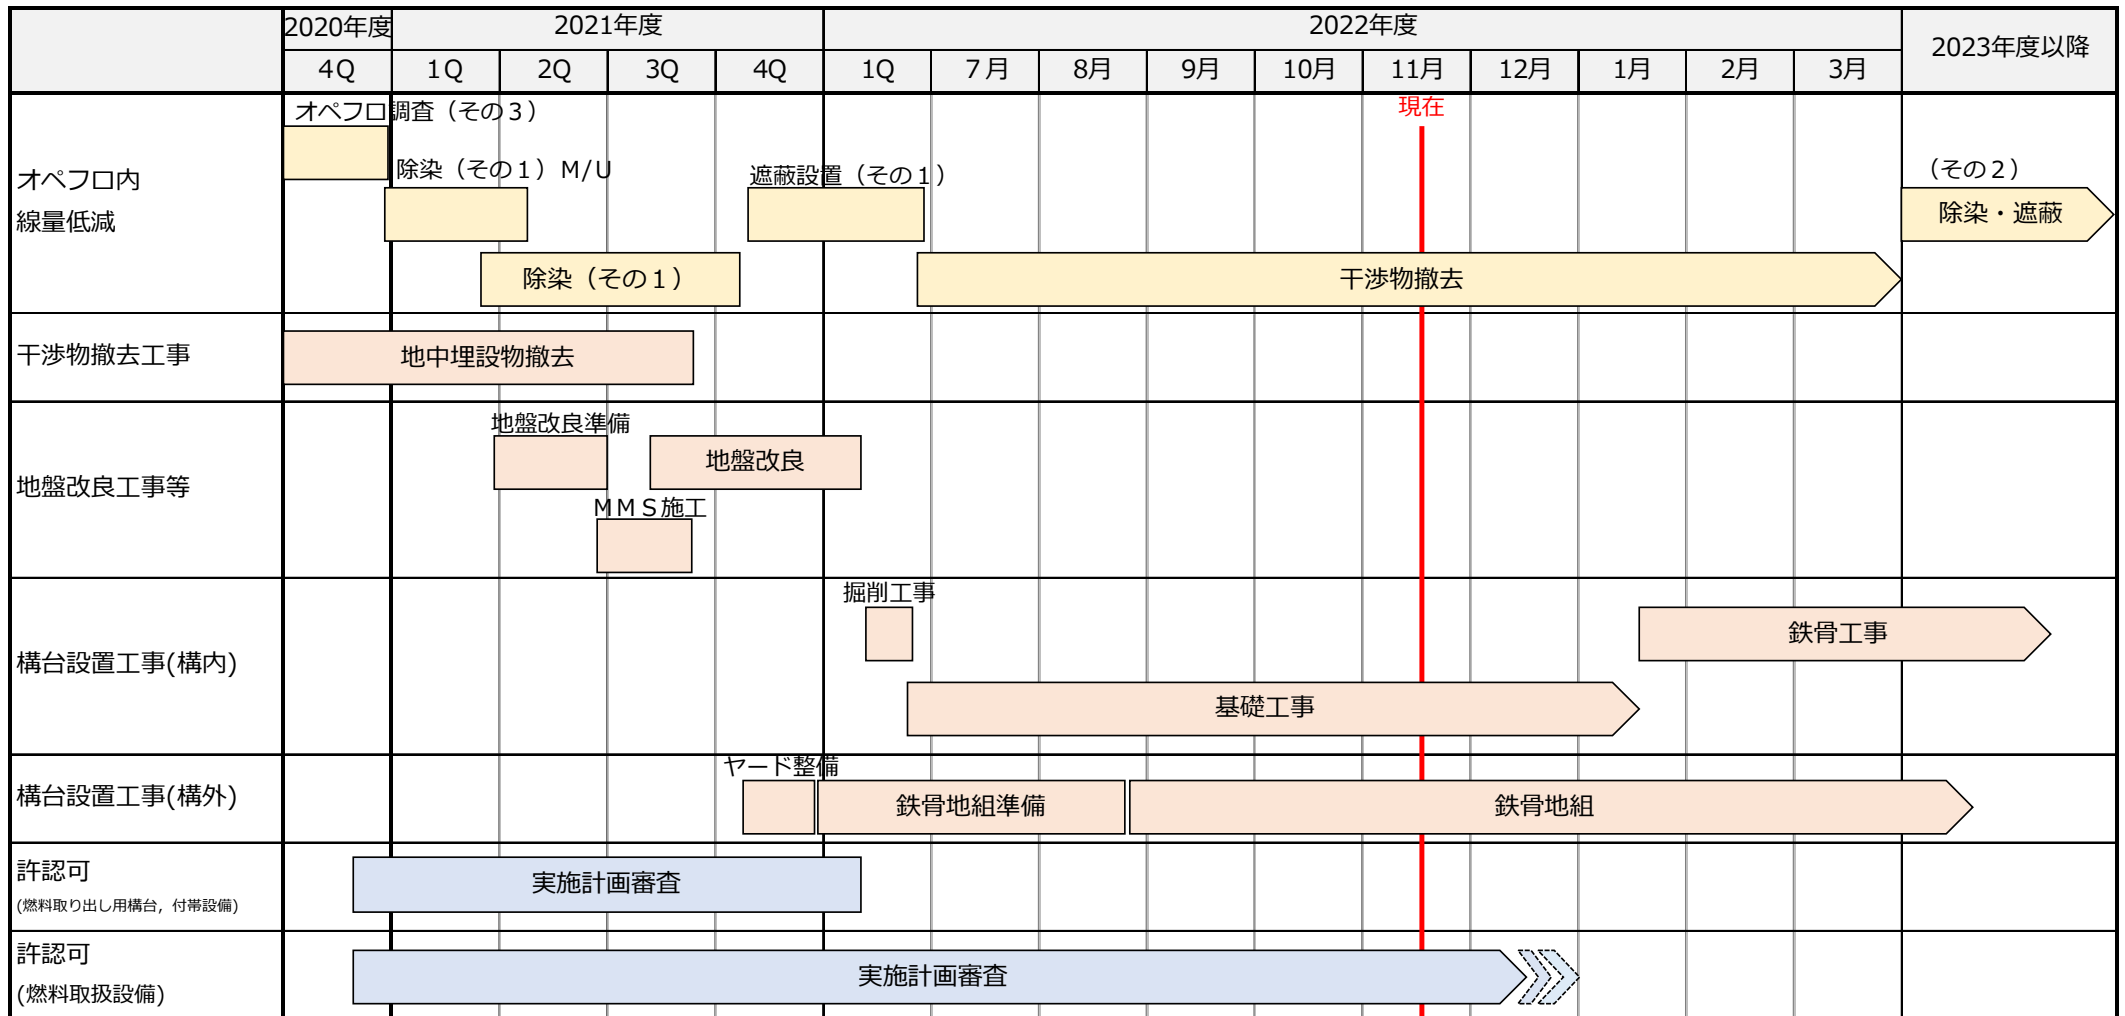 2020年度
2021年度
2022年度
2023年度以降
4Q
1Q
2Q
3Q
4Q
1Q
７月
8月
9月
10月
11月
12月
1月
2月
3月
現在
オペフロ内
線量低減
オペフロ調査（その３）
除染（その１）M/U
遮蔽設置（その１）
（その２）
除染・遮蔽
除染（その１）
干渉物撤去
干渉物撤去工事
地中埋設物撤去
地盤改良工事等
地盤改良準備
地盤改良
ＭＭＳ施工
構台設置工事(構内)
掘削工事
鉄骨工事
基礎工事
構台設置工事(構外)
ヤード整備
鉄骨地組準備
鉄骨地組
許認可
(燃料取り出し用構台，付帯設備)
実施計画審査
許認可
(燃料取扱設備)
実施計画審査